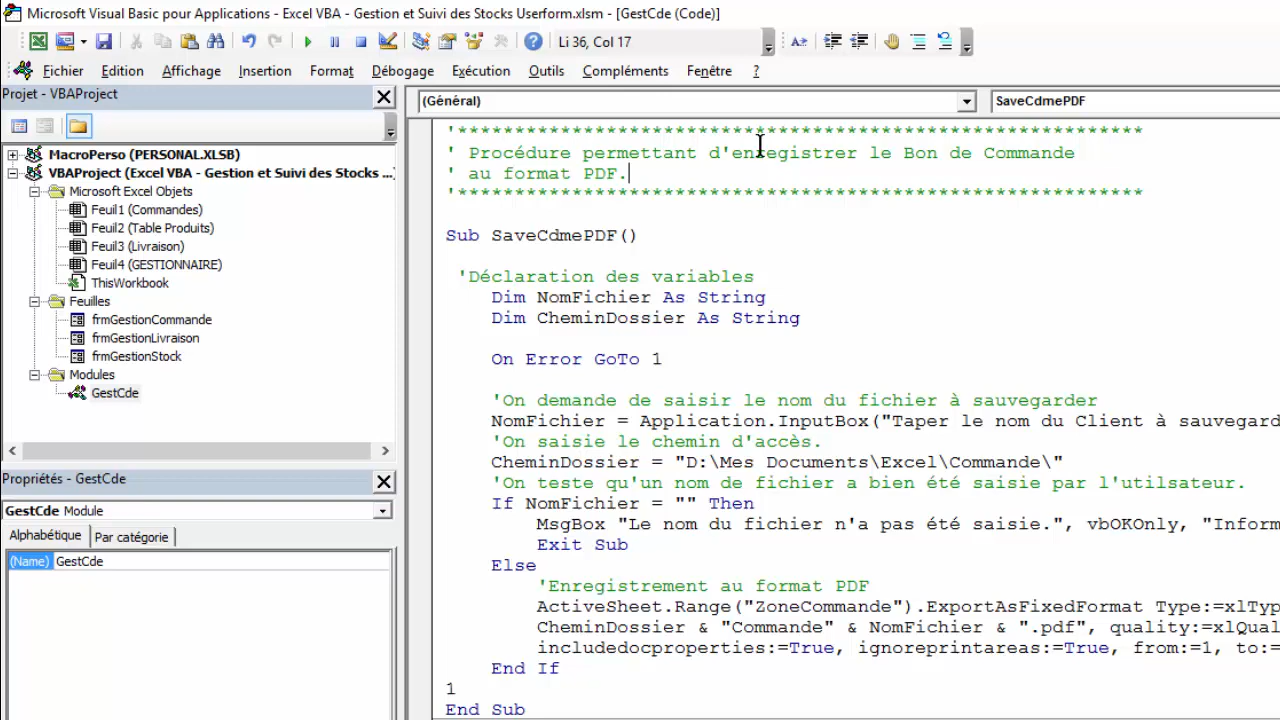 Microsoft Visual Basic pour Applications - Excel VBA - Gestion et Suivi des Stocks Userform.xlsm - [GestCde (Code)]
Li 36, Col 17
Fichier Edition Affichage Insertion Format Débogage Exécution Outils Compléments Fenêtre ?
Projet - VBAProject
(Général) SaveCdmePDF
MacroPerso (PERSONAL.XLSB)
VBAProject (Excel VBA - Gestion et Suivi des Stocks ...
Microsoft Excel Objets
Feuil1 (Commandes)
Feuil2 (Table Produits)
Feuil3 (Livraison)
Feuil4 (GESTIONNAIRE)
ThisWorkbook
Feuilles
frmGestionCommande
frmGestionLivraison
frmGestionStock
Modules
GestCde
Propriétés - GestCde
GestCde Module
Alphabétique Par catégorie
(Name) GestCde
'************************************************************
' Procédure permettant d'enregistrer le Bon de Commande
' au format PDF.
'************************************************************
Sub SaveCdmePDF()
'Déclaration des variables
Dim NomFichier As String
Dim CheminDossier As String
On Error GoTo 1
'On demande de saisir le nom du fichier à sauvegarder
NomFichier = Application.InputBox("Taper le nom du Client à sauvegard
'On saisie le chemin d'accès.
CheminDossier = "D:\Mes Documents\Excel\Commande\"
'On teste qu'un nom de fichier a bien été saisie par l'utilsateur.
If NomFichier = "" Then
MsgBox "Le nom du fichier n'a pas été saisie.", vbOKOnly, "Inform
Exit Sub
Else
'Enregistrement au format PDF
ActiveSheet.Range("ZoneCommande").ExportAsFixedFormat Type:=xlTyp
CheminDossier & "Commande" & NomFichier & ".pdf", quality:=xlQual
includedocproperties:=True, ignoreprintareas:=True, from:=1, to:=
End If
1
End Sub